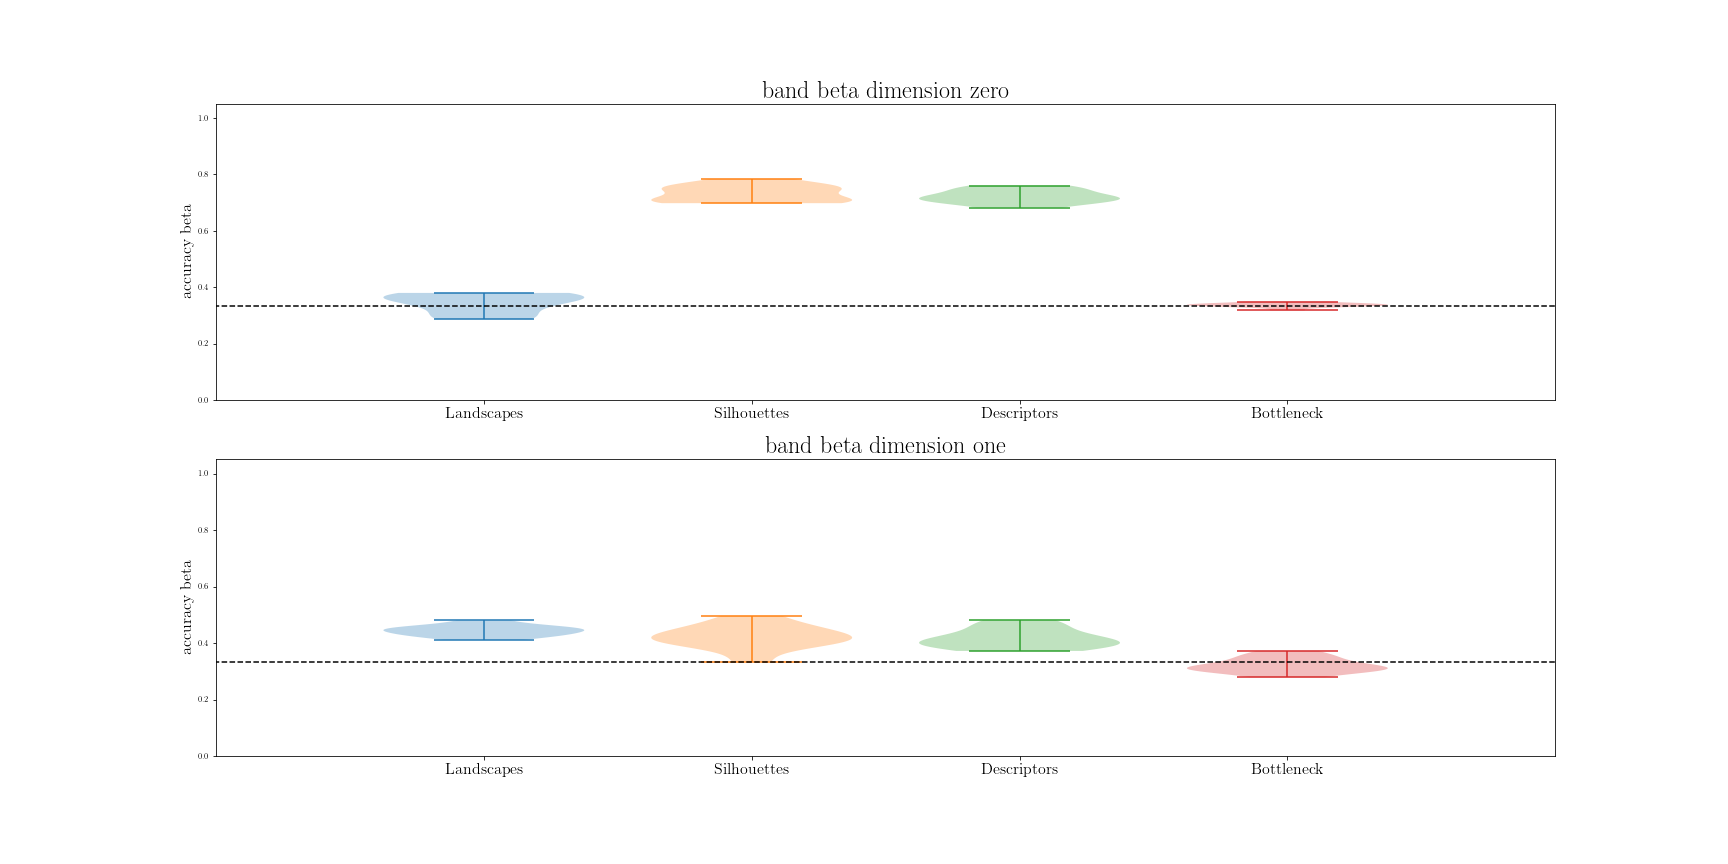 band beta dimension zero
1.0
0.8
0.6
0.4
0.2
0.0
accuracy beta
Landscapes Silhouettes Descriptors Bottleneck
band beta dimension one
1.0
0.8
0.6
0.4
0.2
0.0
accuracy beta
Landscapes Silhouettes Descriptors Bottleneck